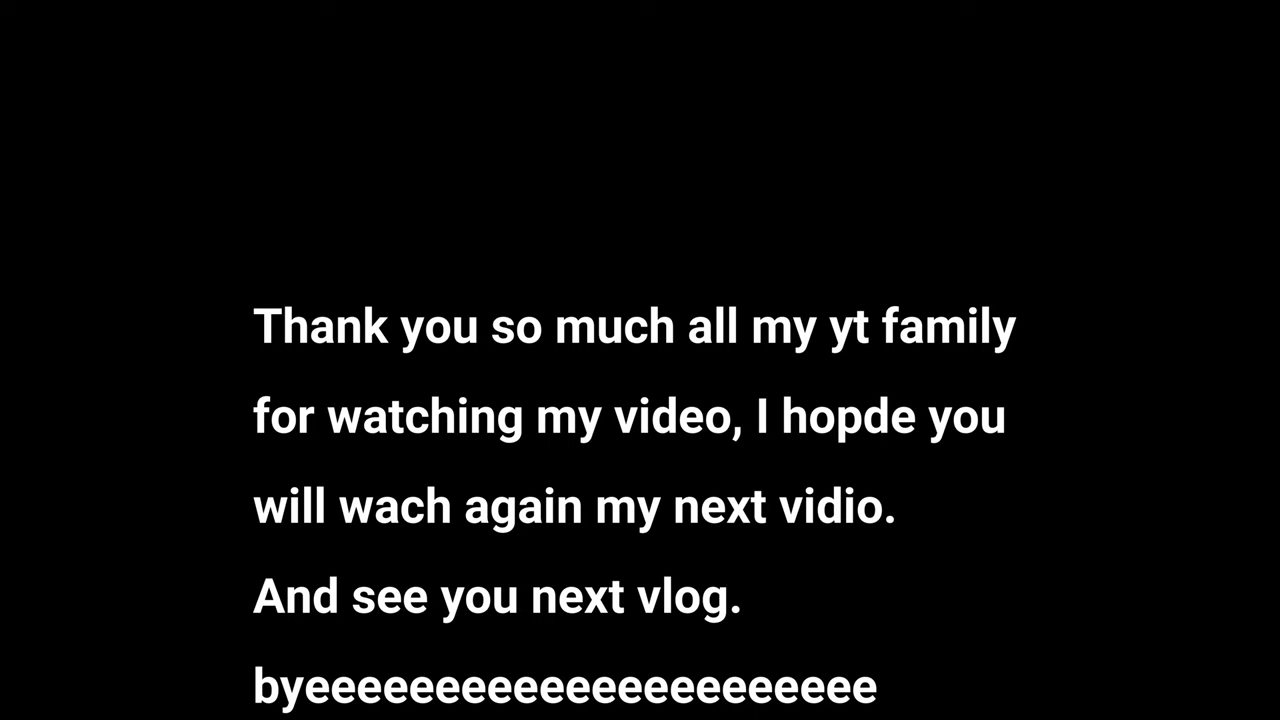 Thank you so much all my yt family
for watching my video, I hopde you
will wach again my next vidio.
And see you next vlog.
byeeeeeeeeeeeeeeeeeeeeee